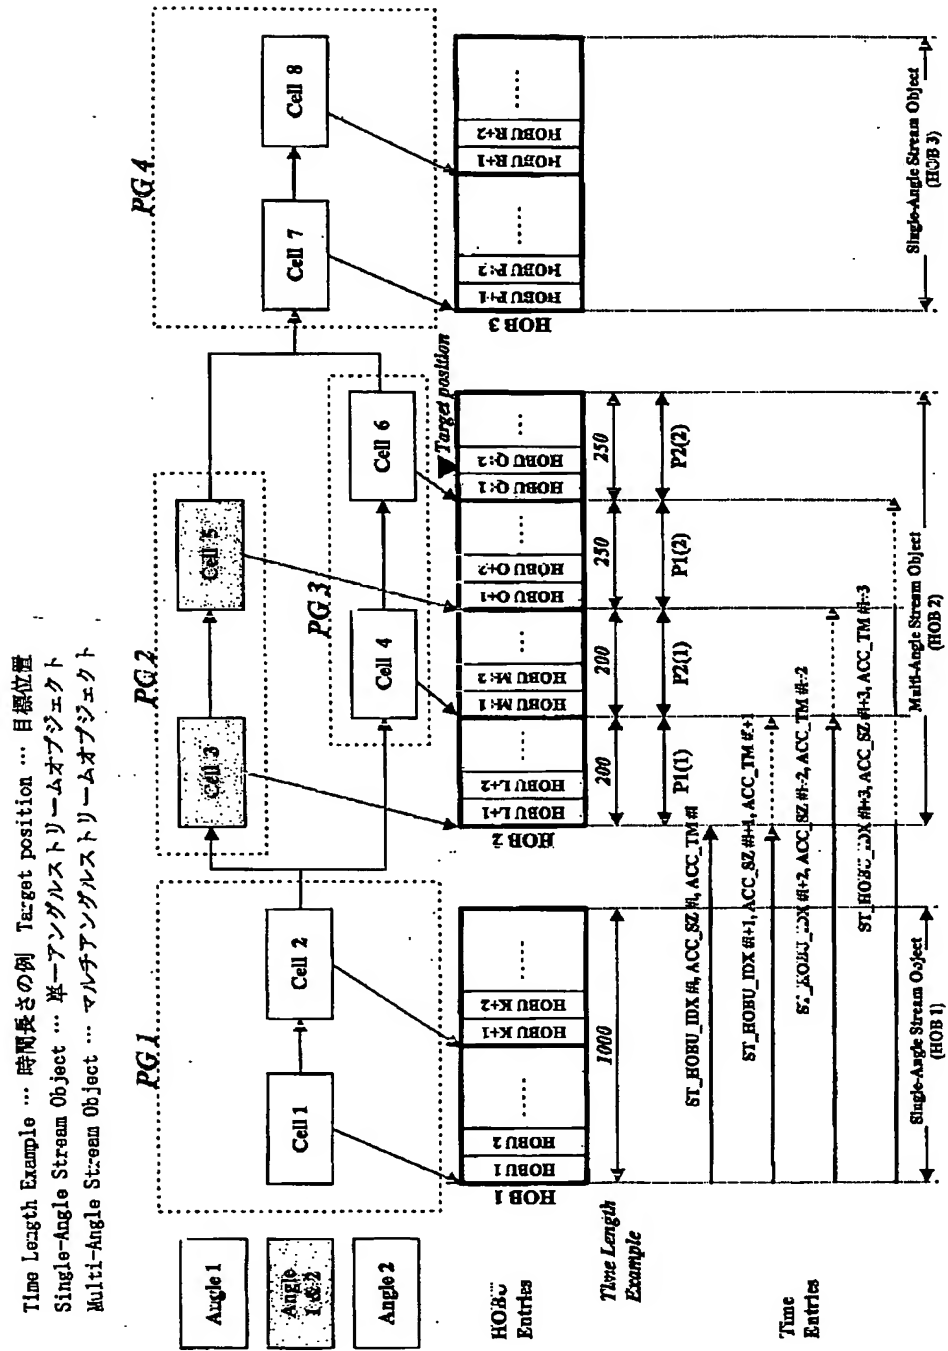 Time Length Example … 時間長さの例 Target position … 目標位置
Single-Angle Stream Object … 単一アングルストリームオブジェクト
Multi-Angle Stream Object … マルチアングルストリームオブジェクト
PG 1
PG 2
PG 3
PG 4
Cell 1
Cell 2
Cell 3
Cell 5
Cell 4
Cell 6
Cell 7
Cell 8
Angle 1
Angle 1 & 2
Angle 2
Target position
HOBU Entries
HOB 1
HOBU 1
HOBU 2
……
HOBU K+1
HOBU K+2
……
HOB 2
HOBU L+1
HOBU L+2
…
HOBU M+1
HOBU M+2
…
HOBU O+1
HOBU O+2
…
HOBU Q+1
HOBU Q+2
…
HOB 3
HOBU P+1
HOBU P+2
……
HOBU R+1
HOBU R+2
……
Time Length Example
1000
200
200
250
250
P1(1)
P2(1)
P1(2)
P2(2)
Time Entries
ST_HOBU_IDX #i, ACC_SZ #i, ACC_TM #i
ST_HOBU_IDX #i+1, ACC_SZ #i+1, ACC_TM #i+1
ST_HOBU_IDX #i+2, ACC_SZ #i+2, ACC_TM #i+2
ST_HOBU_IDX #i+3, ACC_SZ #i+3, ACC_TM #i+3
Single-Angle Stream Object
(HOB 1)
Multi-Angle Stream Object
(HOB 2)
Single-Angle Stream Object
(HOB 3)